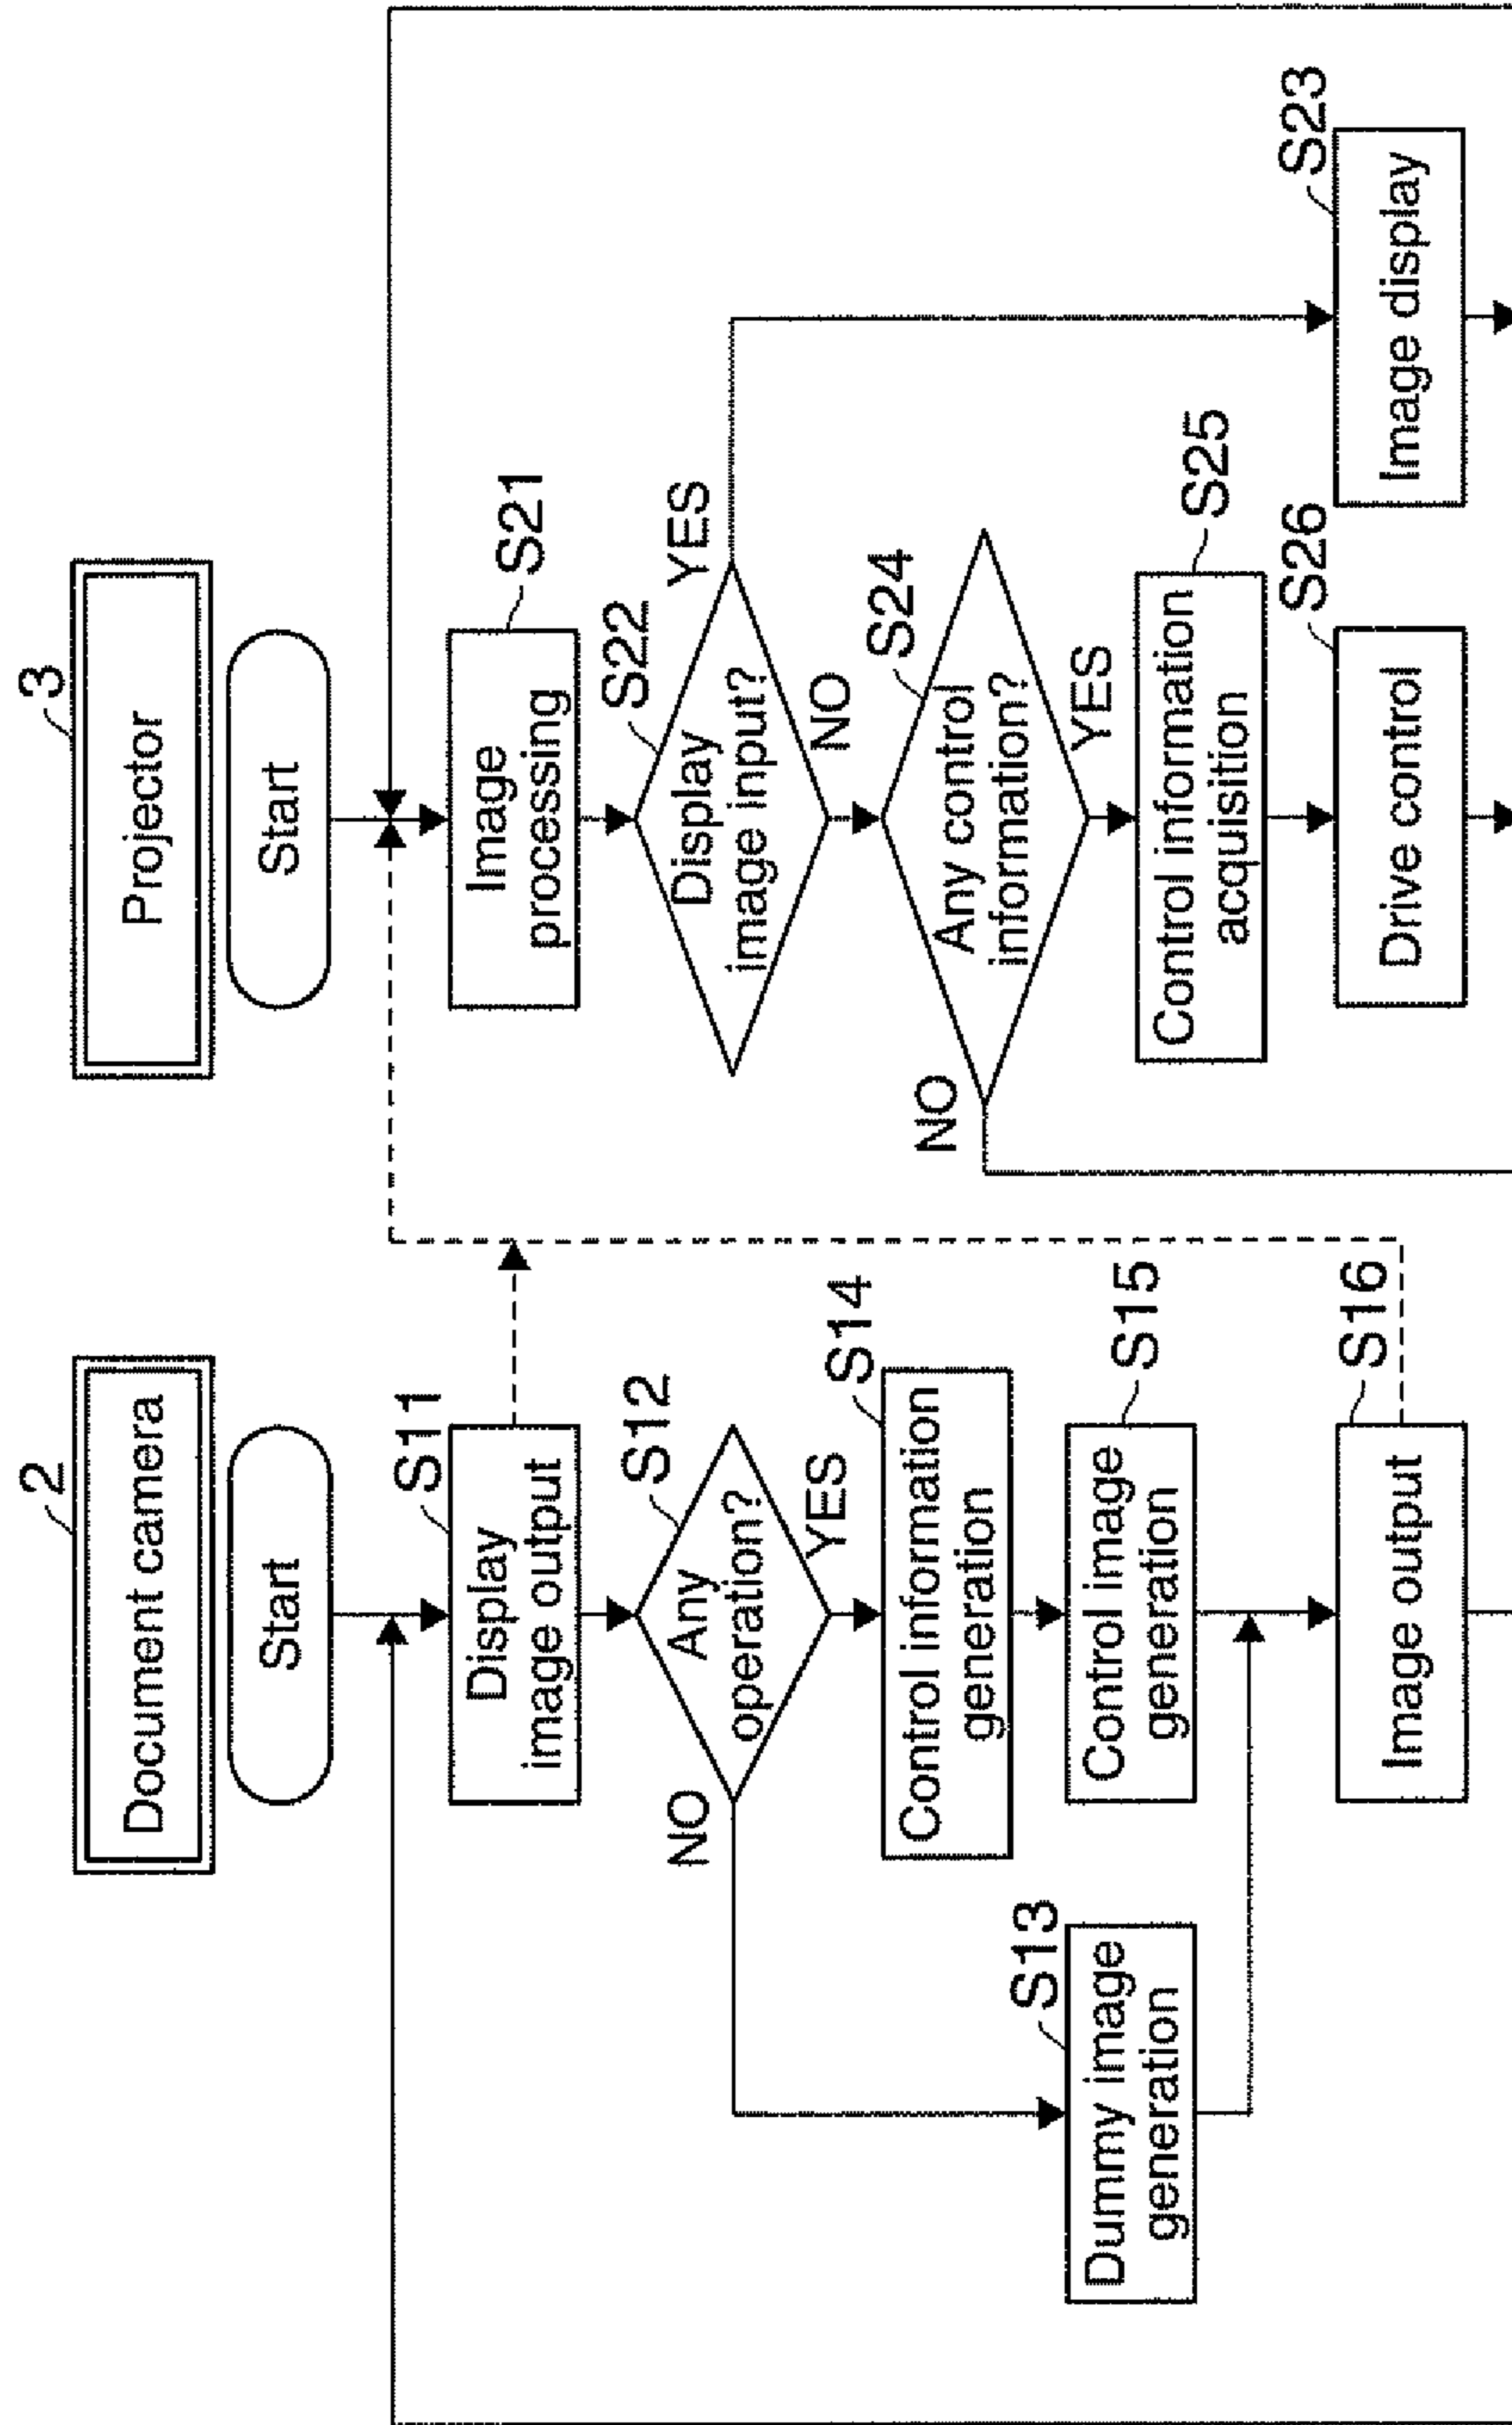 2
Document camera
Start
S11
Display
image output
S12
Any
operation?
NO
YES
S13
Dummy image
generation
S14
Control information
generation
S15
Control image
generation
S16
Image output
3
Projector
Start
S21
Image
processing
S22
Display
image input?
YES
NO
S24
Any control
information?
NO
YES
S25
Control information
acquisition
S26
Drive control
S23
Image display